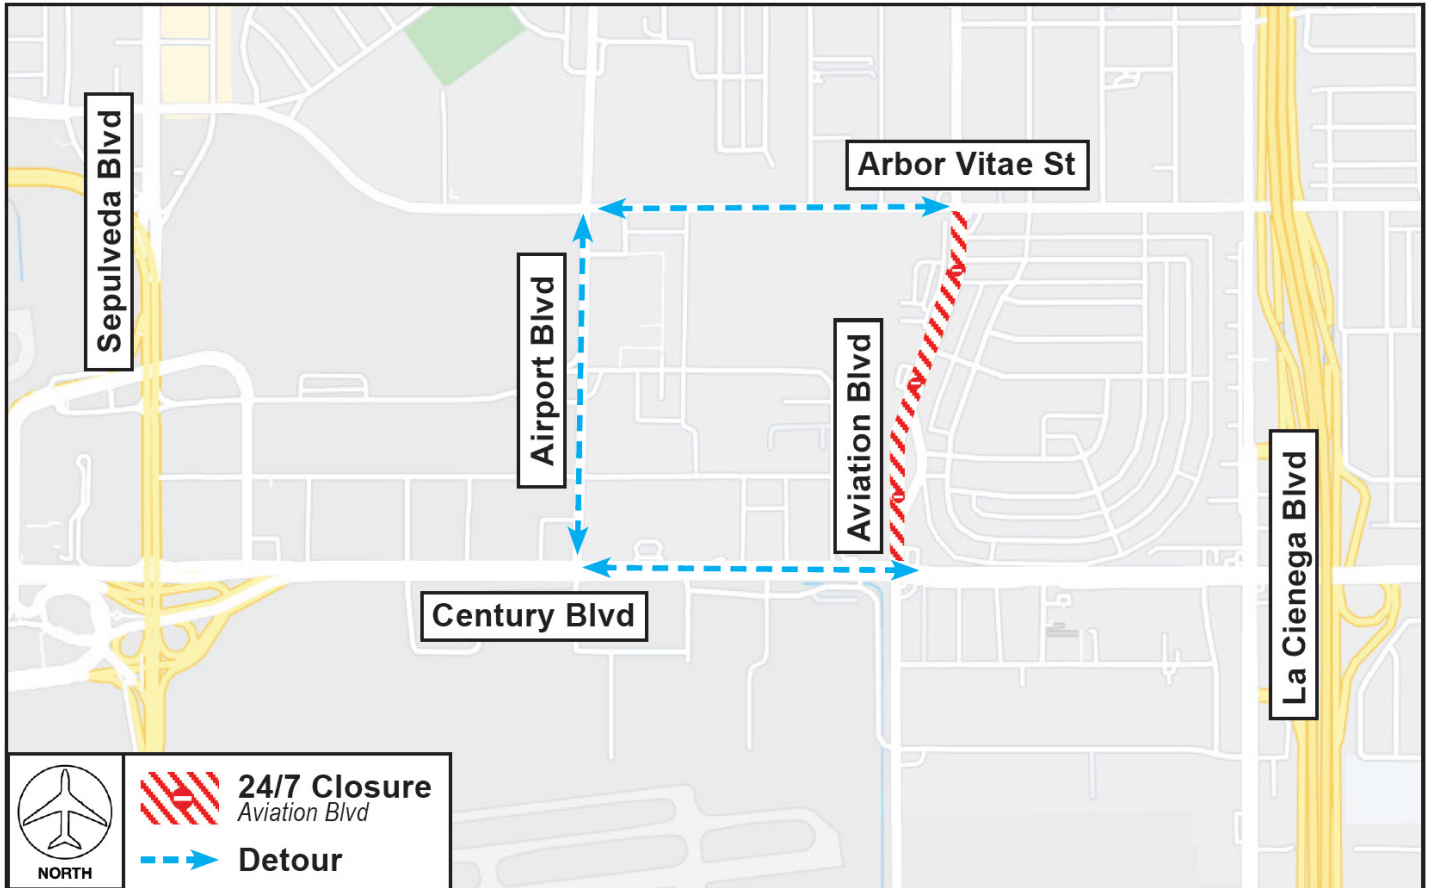 Sepulveda Blvd
Arbor Vitae St
Airport Blvd
Aviation Blvd
La Cienega Blvd
Century Blvd
NORTH
24/7 Closure
Aviation Blvd
Detour